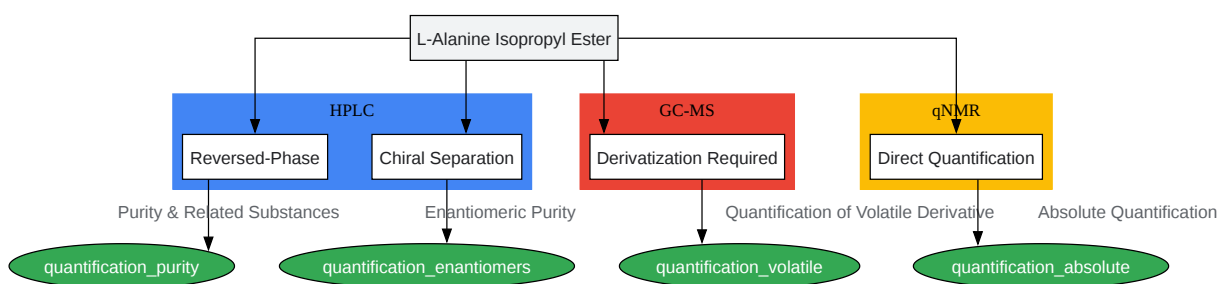 L-Alanine Isopropyl Ester
HPLC
GC-MS
qNMR
Reversed-Phase
Chiral Separation
Derivatization Required
Direct Quantification
Purity & Related Substances
Enantiomeric Purity
Quantification of Volatile Derivative
Absolute Quantification
quantification_purity
quantification_enantiomers
quantification_volatile
quantification_absolute